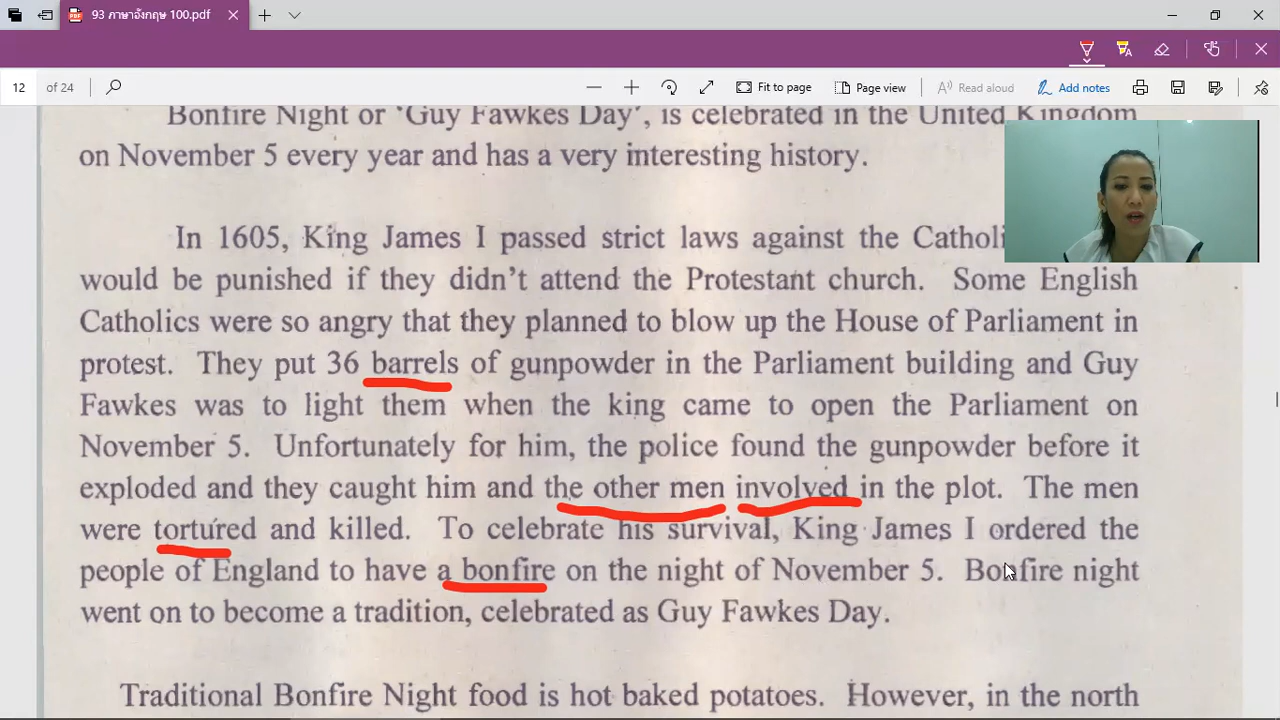 93 ภาษาอังกฤษ 100.pdf
12 of 24 Fit to page Page view Read aloud Add notes
Bonfire Night or 'Guy Fawkes Day', is celebrated in the United Kingdom
on November 5 every year and has a very interesting history.
In 1605, King James I passed strict laws against the
would be punished if they didn't attend the Protestant church. Some English
Catholics were so angry that they planned to blow up the House of Parliament in
protest. They put 36 barrels of gunpowder in the Parliament building and Guy
Fawkes was to light them when the king came to open the Parliament on
November 5. Unfortunately for him, the police found the gunpowder before it
exploded and they caught him and the other men involved in the plot. The men
were tortured and killed. To celebrate his survival, King James I ordered the
people of England to have a bonfire on the night of November 5. Bonfire night
went on to become a tradition, celebrated as Guy Fawkes Day.
Traditional Bonfire Night food is hot baked potatoes. However, in the north